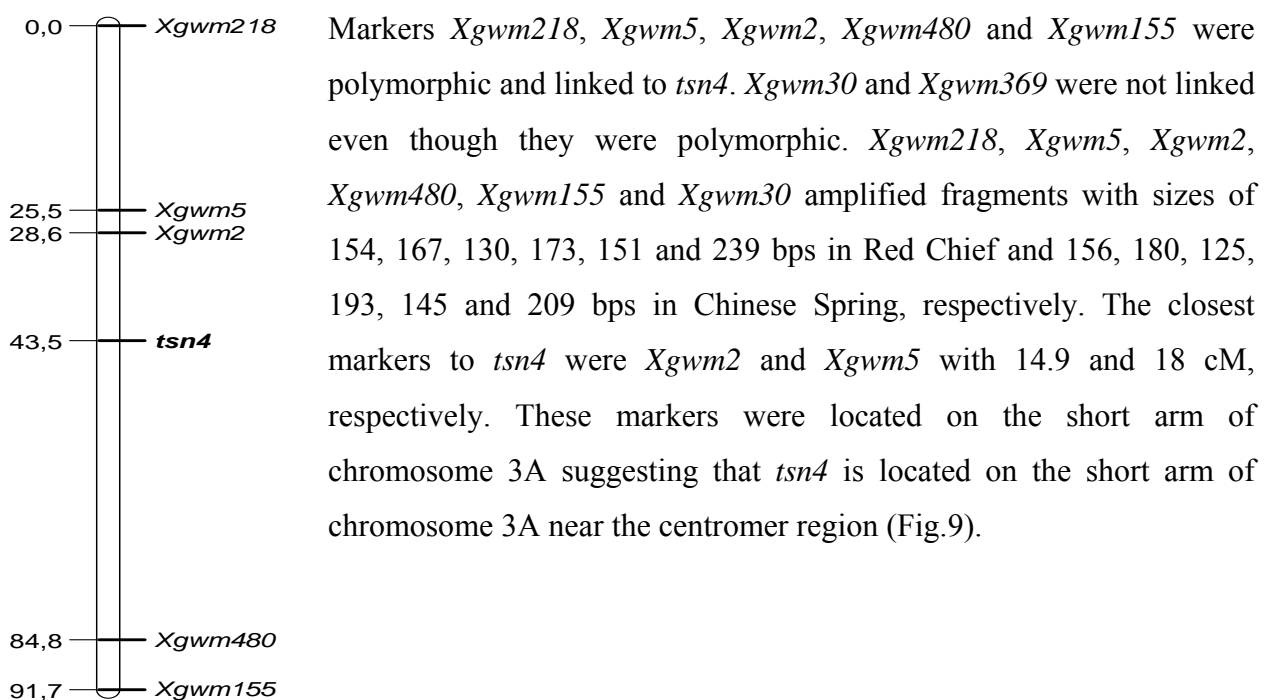 0,0 Xgwm218
25,5 Xgwm5
28,6 Xgwm2
43,5 tsn4
84,8 Xgwm480
91,7 Xgwm155
Markers Xgwm218, Xgwm5, Xgwm2, Xgwm480 and Xgwm155 were
polymorphic and linked to tsn4. Xgwm30 and Xgwm369 were not linked
even though they were polymorphic. Xgwm218, Xgwm5, Xgwm2,
Xgwm480, Xgwm155 and Xgwm30 amplified fragments with sizes of
154, 167, 130, 173, 151 and 239 bps in Red Chief and 156, 180, 125,
193, 145 and 209 bps in Chinese Spring, respectively. The closest
markers to tsn4 were Xgwm2 and Xgwm5 with 14.9 and 18 cM,
respectively. These markers were located on the short arm of
chromosome 3A suggesting that tsn4 is located on the short arm of
chromosome 3A near the centromer region (Fig.9).